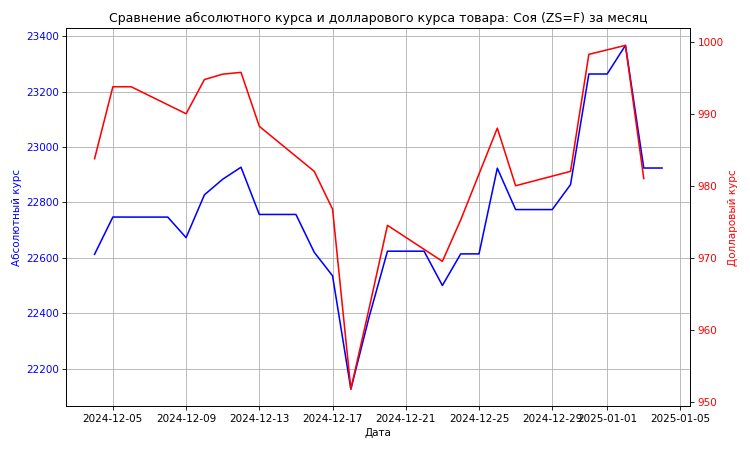 Сравнение абсолютного курса и долларового курса товара: Соя (ZS=F) за месяц
23400
23200
23000
22800
22600
22400
22200
Абсолютный курс
1000
990
980
970
960
950
Долларовый курс
2024-12-05 2024-12-09 2024-12-13 2024-12-17 2024-12-21 2024-12-25 2024-12-29 2025-01-01 2025-01-05
Дата